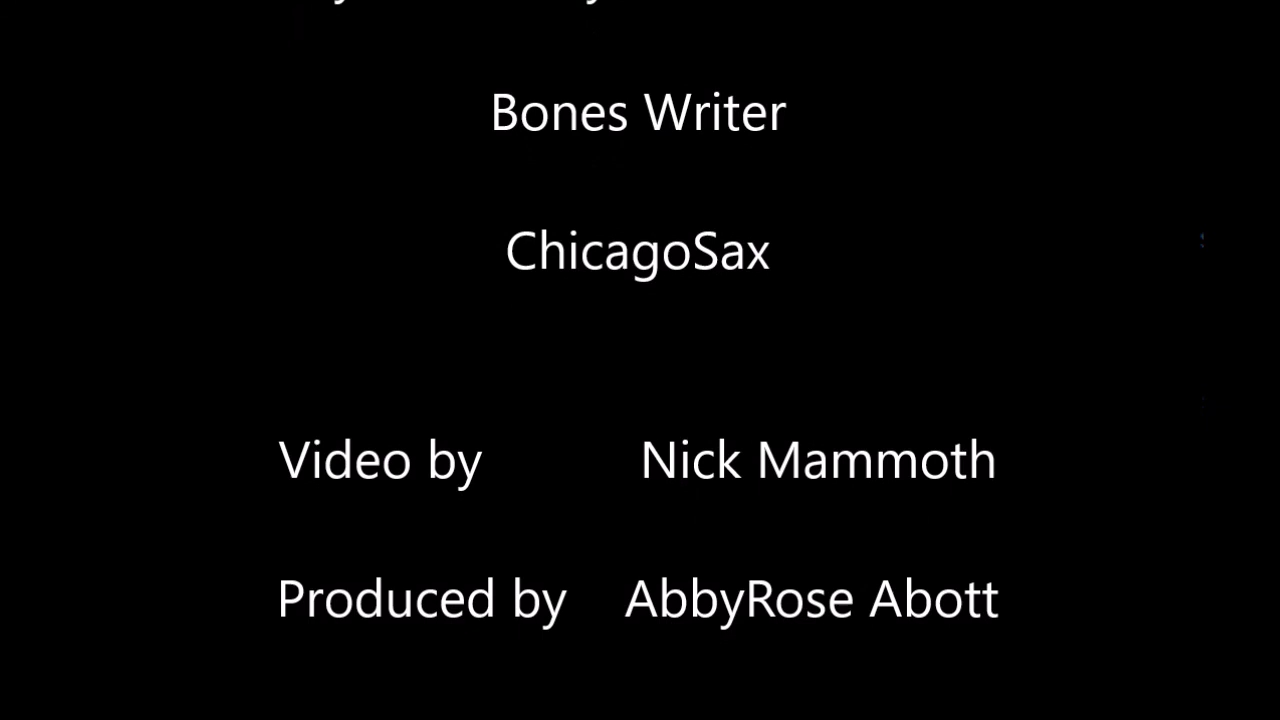 Bones Writer
ChicagoSax
Video by Nick Mammoth
Produced by AbbyRose Abott